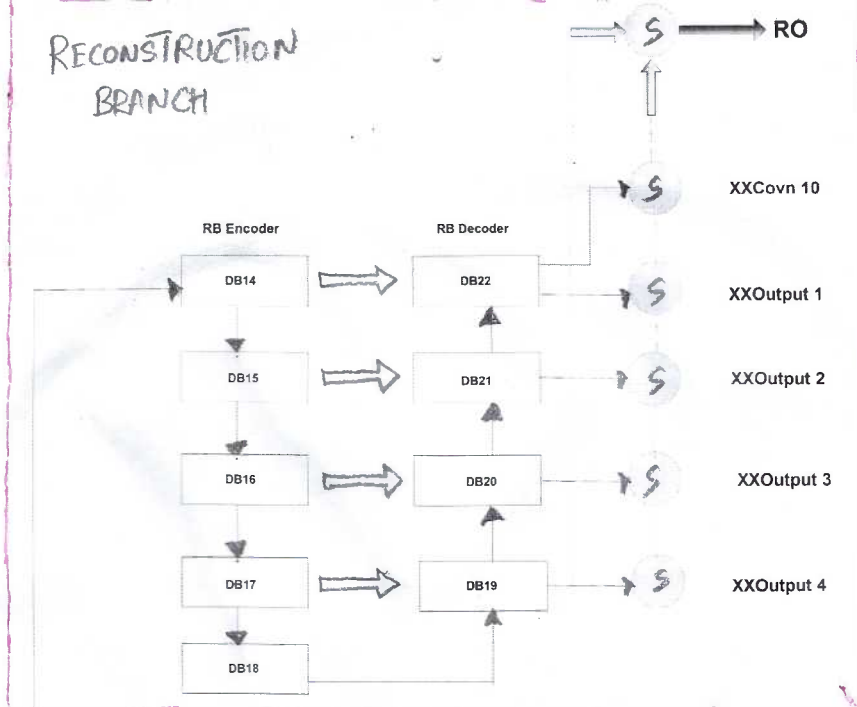 RO
RECONSTRUCTION
BRANCH
S
S
XXCovn 10
RB Encoder
RB Decoder
DB14
DB22
S
XXOutput 1
DB15
DB21
S
XXOutput 2
DB16
DB20
S
XXOutput 3
DB17
DB19
S
XXOutput 4
DB18